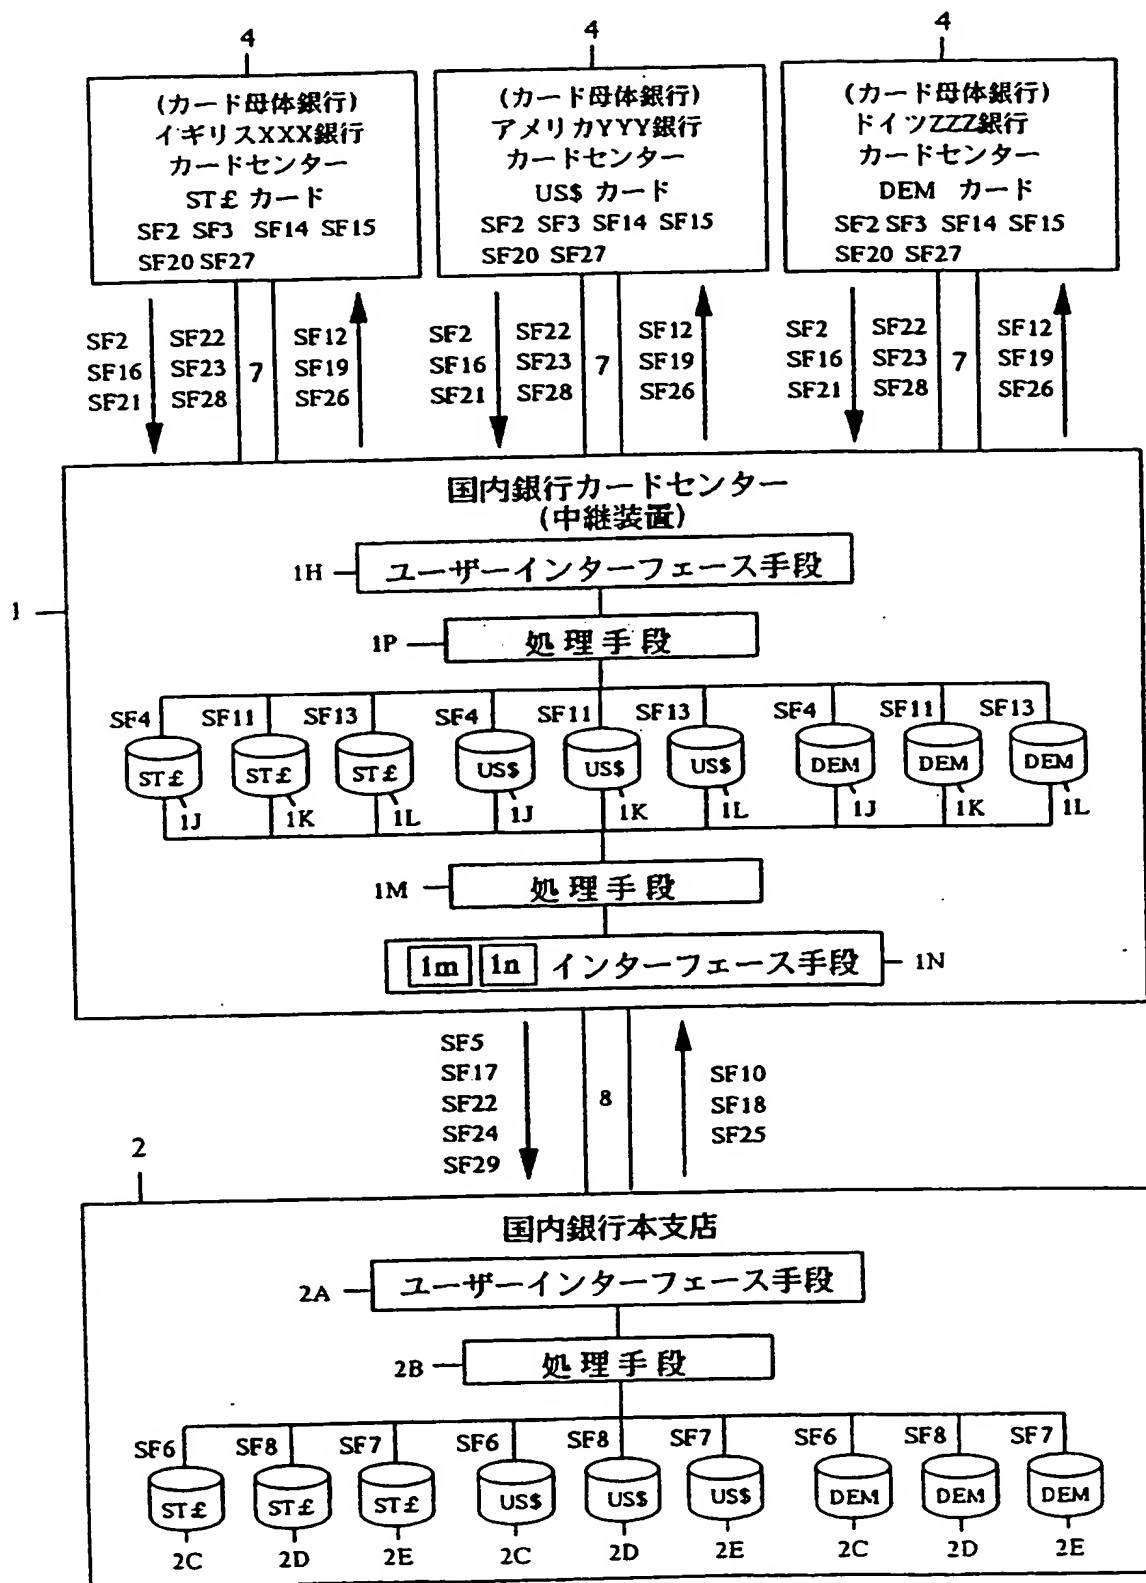 4
4
4
(カード母体銀行)
イギリスXXX銀行
カードセンター
ST£ カード
SF2 SF3 SF14 SF15
SF20 SF27
(カード母体銀行)
アメリカYYY銀行
カードセンター
US$ カード
SF2 SF3 SF14 SF15
SF20 SF27
(カード母体銀行)
ドイツZZZ銀行
カードセンター
DEM カード
SF2 SF3 SF14 SF15
SF20 SF27
SF2
SF16
SF21
SF22
SF23
SF28
7
SF12
SF19
SF26
SF2
SF16
SF21
SF22
SF23
SF28
7
SF12
SF19
SF26
SF2
SF16
SF21
SF22
SF23
SF28
7
SF12
SF19
SF26
1
国内銀行カードセンター
(中継装置)
1H
ユーザーインターフェース手段
1P
処理手段
SF4 SF11 SF13 SF4 SF11 SF13 SF4 SF11 SF13
ST£ ST£ ST£ US$ US$ US$ DEM DEM DEM
1J 1K 1L 1J 1K 1L 1J 1K 1L
1M
処理手段
1m 1n インターフェース手段
1N
SF5
SF17
SF22
SF24
SF29
8
SF10
SF18
SF25
2
国内銀行本支店
2A
ユーザーインターフェース手段
2B
処理手段
SF6 SF8 SF7 SF6 SF8 SF7 SF6 SF8 SF7
ST£ ST£ ST£ US$ US$ US$ DEM DEM DEM
2C 2D 2E 2C 2D 2E 2C 2D 2E